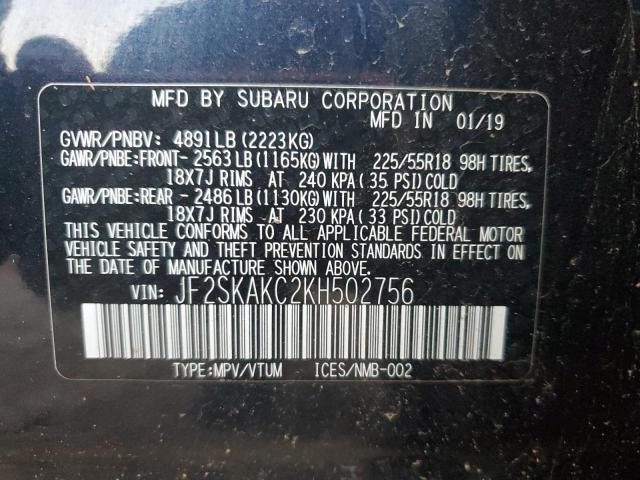 MFD BY SUBARU CORPORATION
MFD IN 01/19
GVWR/PNBV: 4891LB (2223KG)
GAWR/PNBE:FRONT- 2563LB (1165KG) WITH 225/55R18 98H TIRES,
18X7J RIMS AT 240 KPA (35 PSI) COLD
GAWR/PNBE:REAR - 2486LB (1130KG) WITH 225/55R18 98H TIRES,
18X7J RIMS AT 230 KPA (33 PSI) COLD
THIS VEHICLE CONFORMS TO ALL APPLICABLE FEDERAL MOTOR
VEHICLE SAFETY AND THEFT PREVENTION STANDARDS IN EFFECT
ON THE DATE OF MANUFACTURE SHOWN ABOVE.
VIN: JF2SKAKC2KH502756
TYPE:MPV/VTUM ICES/NMB-002